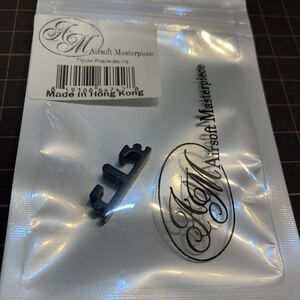 AM
Airsoft Masterpiece
Made in Hong Kong
AM Airsoft Masterpiece